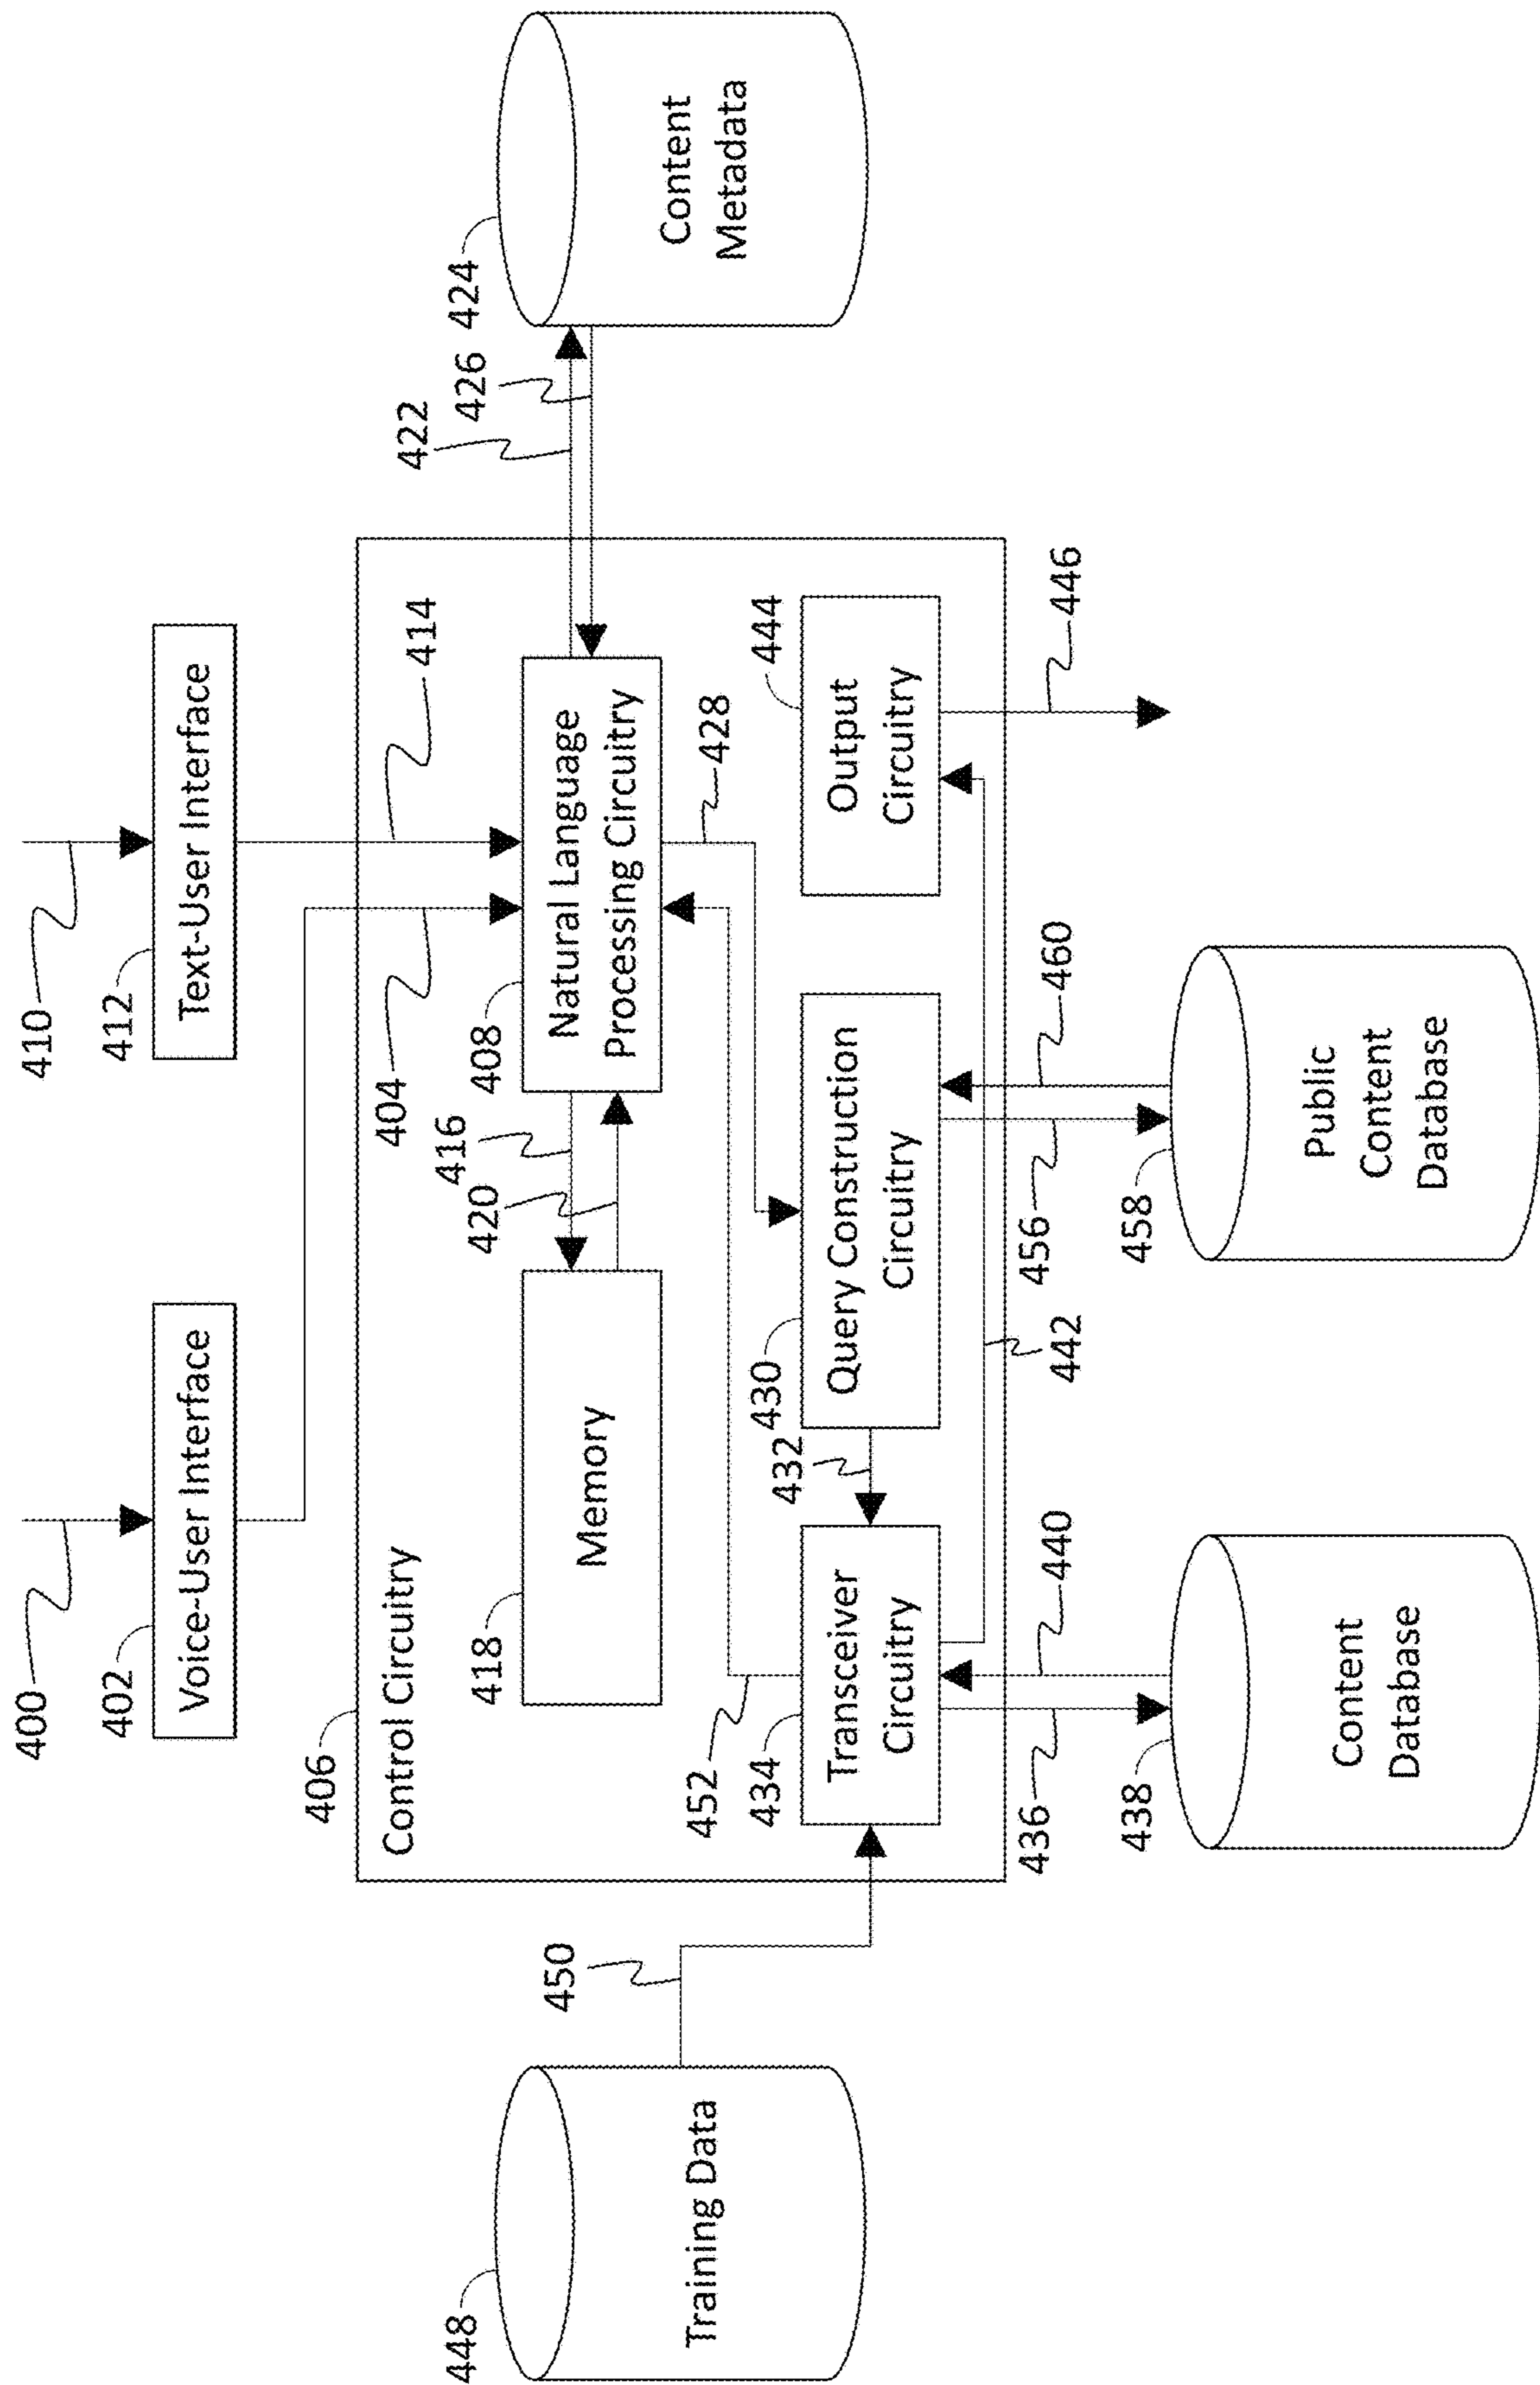 400
410
402
Voice-User Interface
412
Text-User Interface
406
Control Circuitry
404
414
418
Memory
416
420
408
Natural Language
Processing Circuitry
422
426
424
Content
Metadata
448
Training Data
450
452
428
434
Transceiver
Circuitry
432
430
Query Construction
Circuitry
444
Output
Circuitry
436
440
442
456
460
446
438
Content
Database
458
Public
Content
Database